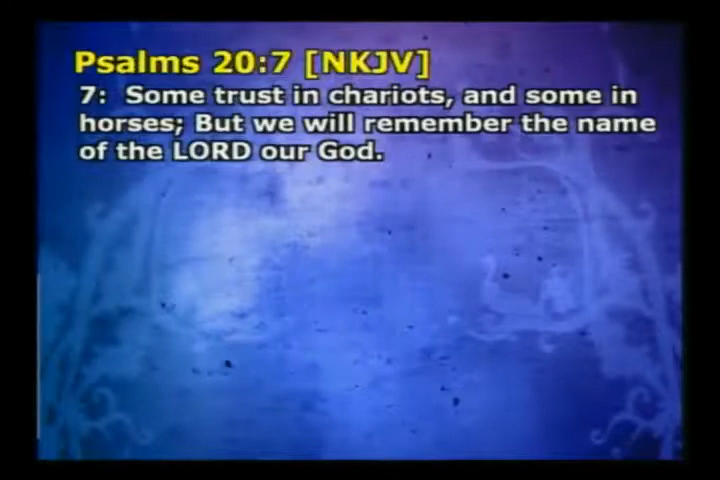 Psalms 20:7 [NKJV]
7: Some trust in chariots, and some in
horses; But we will remember the name
of the LORD our God.